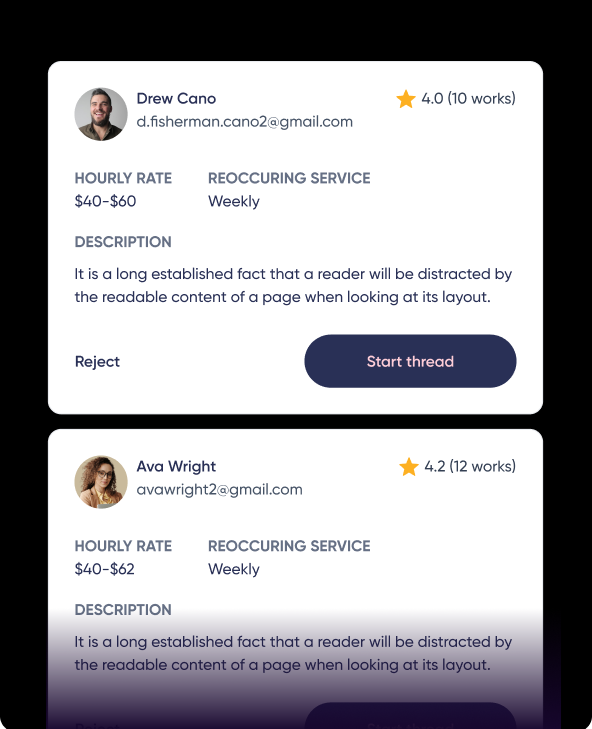 Drew Cano
4.0 (10 works)
d.fisherman.cano2@gmail.com
HOURLY RATE
REOCCURING SERVICE
$40-$60
Weekly
DESCRIPTION
It is a long established fact that a reader will be distracted by
the readable content of a page when looking at its layout.
Reject
Start thread
Ava Wright
4.2 (12 works)
avawright2@gmail.com
HOURLY RATE
REOCCURING SERVICE
$40-$62
Weekly
DESCRIPTION
It is a long established fact that a reader will be distracted by
the readable content of a page when looking at its layout.
Reject
Start thread